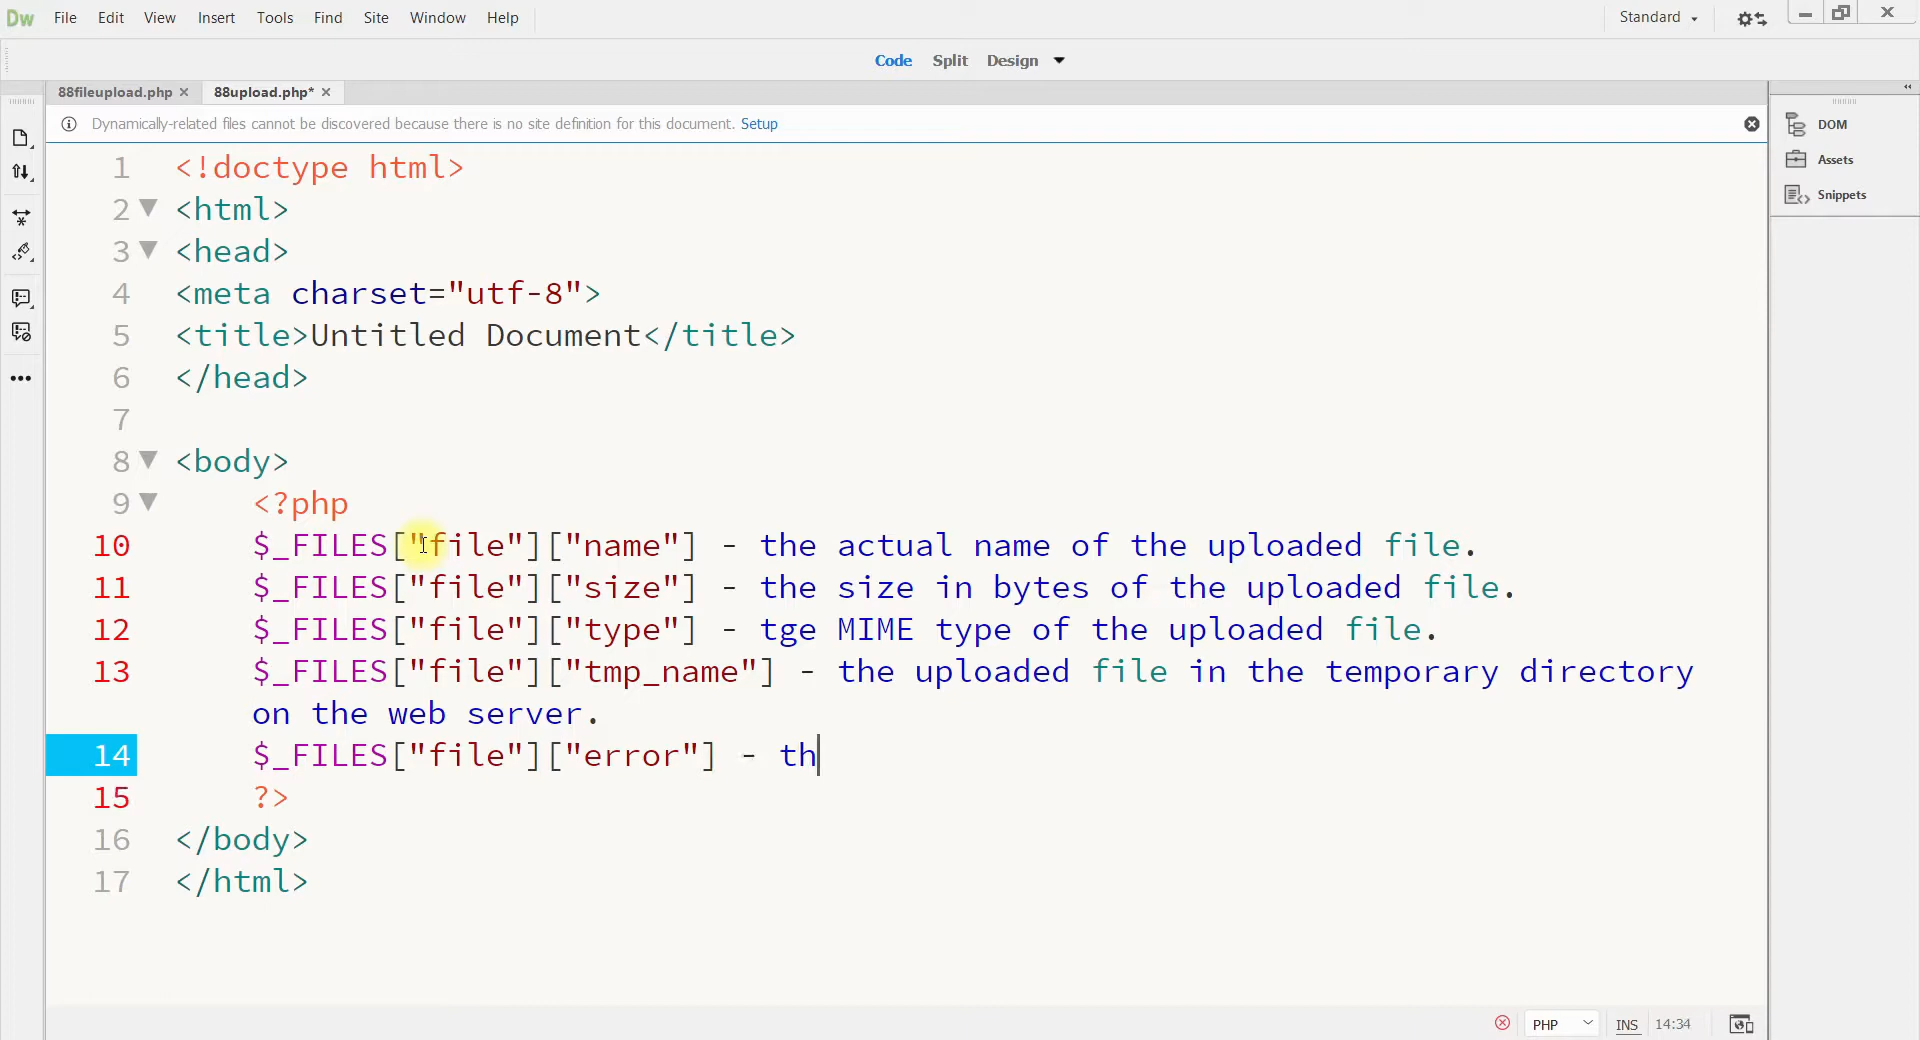 Dw File Edit View Insert Tools Find Site Window Help Standard
Code Split Design
88fileupload.php 88upload.php*
Dynamically-related files cannot be discovered because there is no site definition for this document. Setup
DOM
Assets
Snippets
1 <!doctype html>
2 <html>
3 <head>
4 <meta charset="utf-8">
5 <title>Untitled Document</title>
6 </head>
7
8 <body>
9 <?php
10 $_FILES["file"]["name"] - the actual name of the uploaded file.
11 $_FILES["file"]["size"] - the size in bytes of the uploaded file.
12 $_FILES["file"]["type"] - tge MIME type of the uploaded file.
13 $_FILES["file"]["tmp_name"] - the uploaded file in the temporary directory
on the web server.
14 $_FILES["file"]["error"] - th
15 ?>
16 </body>
17 </html>
PHP INS 14:34